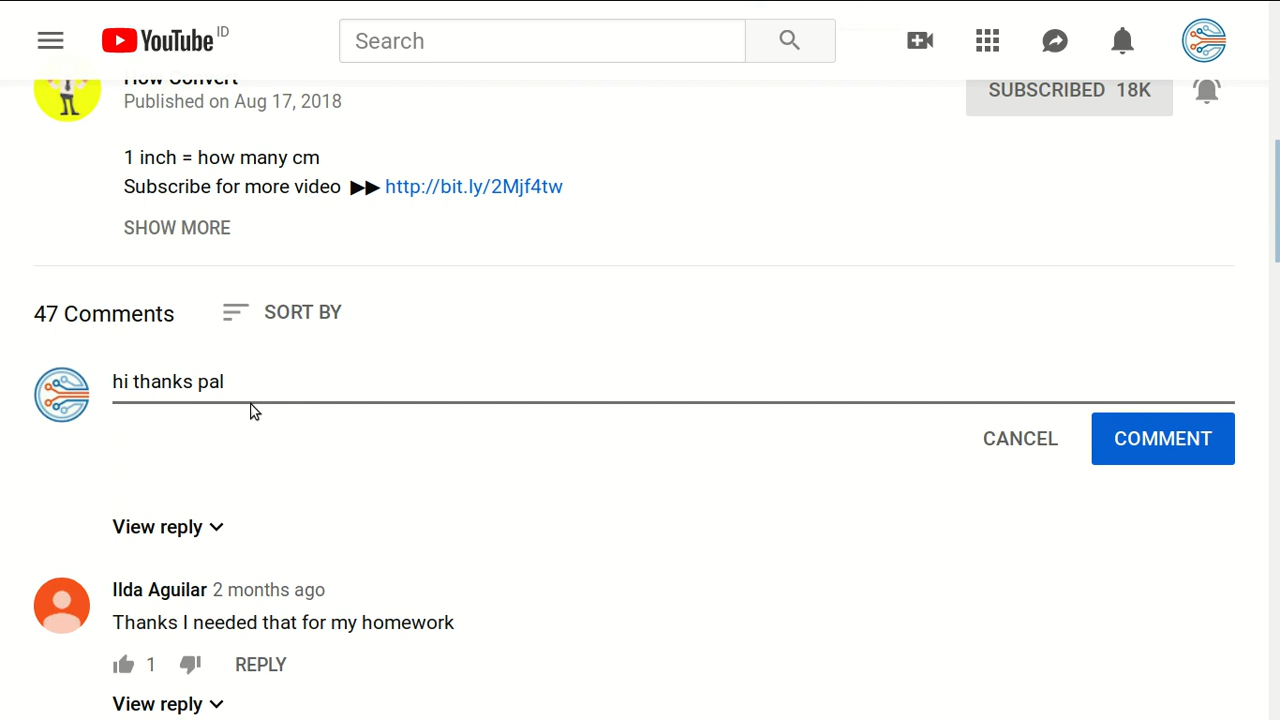 YouTube ID
Search
How Convert
Published on Aug 17, 2018
SUBSCRIBED 18K
1 inch = how many cm
Subscribe for more video ▶▶ http://bit.ly/2Mjf4tw
SHOW MORE
47 Comments
SORT BY
hi thanks pal
CANCEL
COMMENT
View reply
Ilda Aguilar 2 months ago
Thanks I needed that for my homework
1
REPLY
View reply